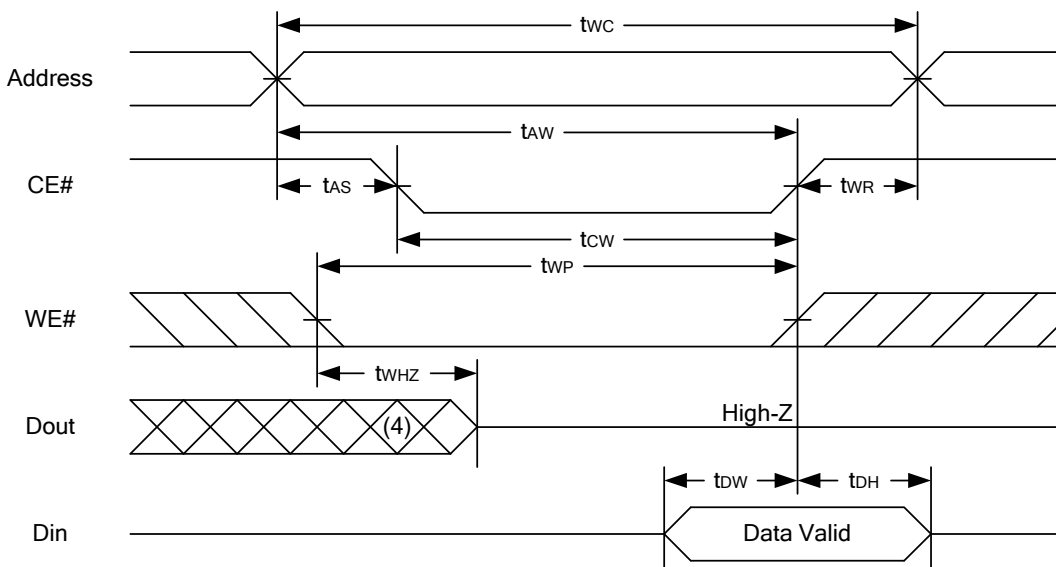 tWC
Address
tAW
CE#
tAS
tWR
tCW
tWP
WE#
tWHZ
Dout
(4)
High-Z
tDW
tDH
Din
Data Valid